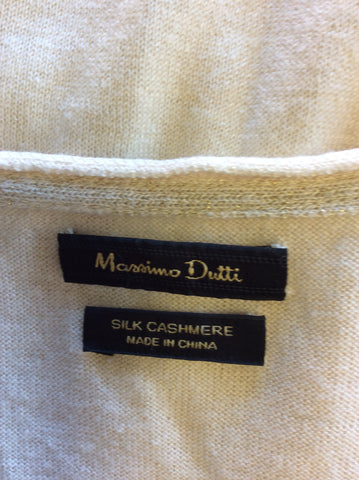 Massimo Dutti
SILK CASHMERE
MADE IN CHINA